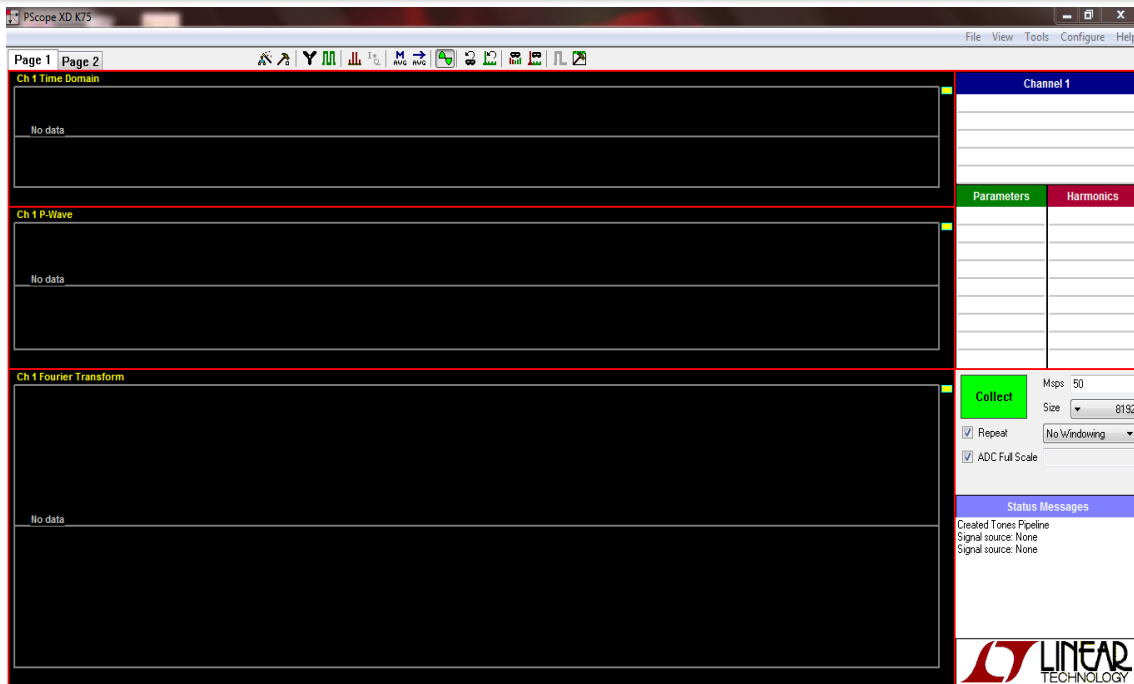 PScope XD K75
File View Tools Configure Help
Page 1 Page 2
M AVG AVG
Ch 1 Time Domain
No data
Ch 1 P-Wave
No data
Ch 1 Fourier Transform
No data
Channel 1
Parameters Harmonics
Collect
Msps 50
Size 8192
Repeat No Windowing
ADC Full Scale
Status Messages
Created Tones Pipeline
Signal source: None
Signal source: None
LINEAR
TECHNOLOGY